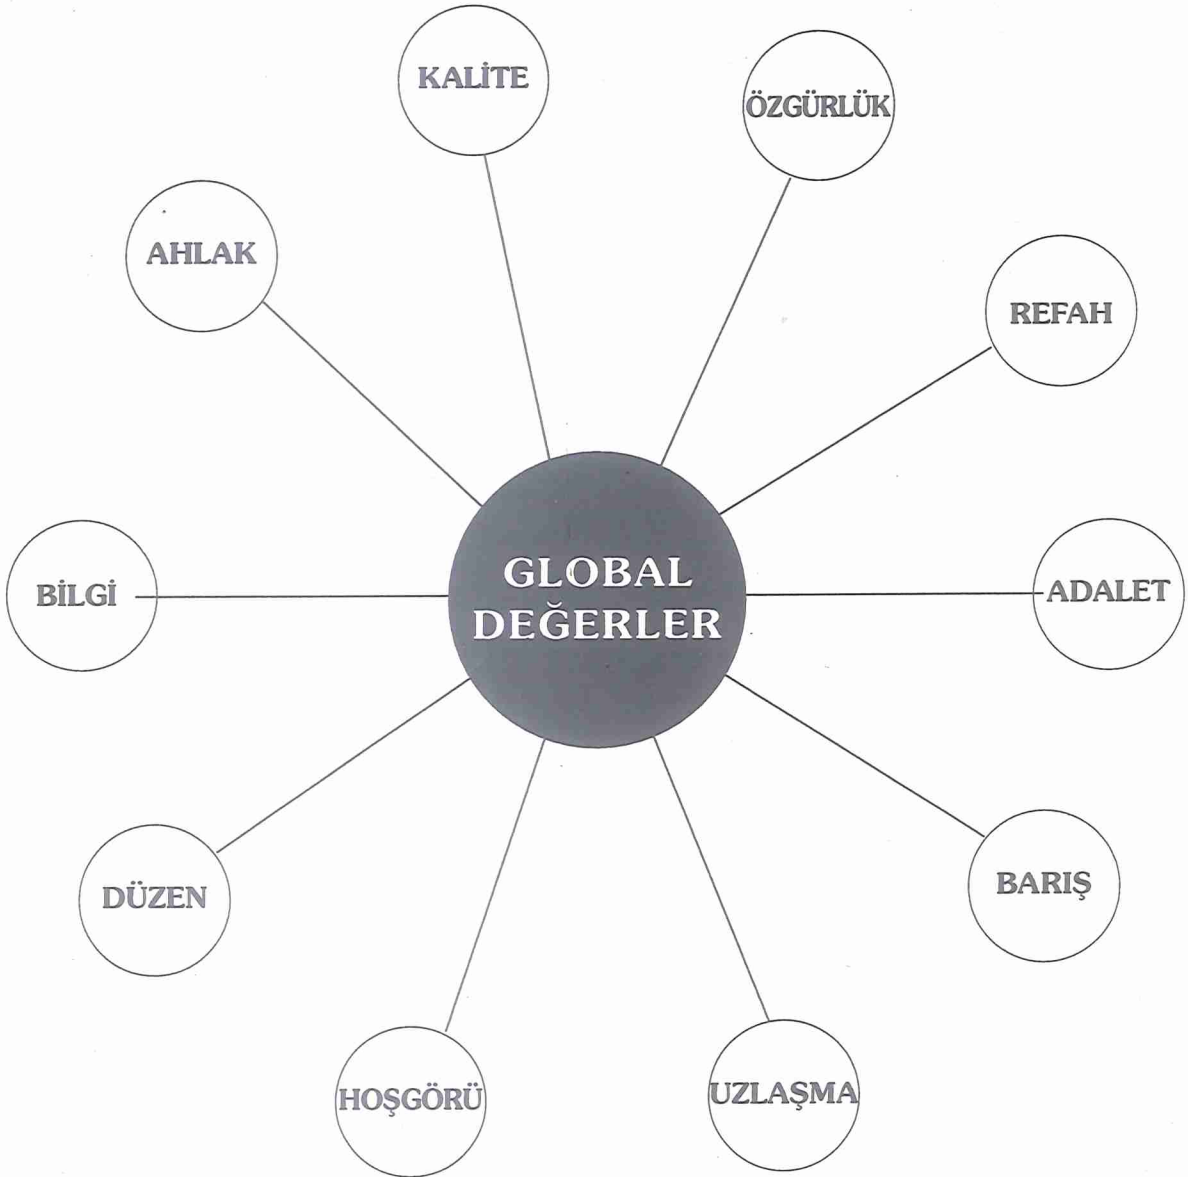 KALİTE
ÖZGÜRLÜK
AHLAK
REFAH
GLOBAL
DEĞERLER
BİLGİ
ADALET
DÜZEN
BARIŞ
HOŞGÖRÜ
UZLAŞMA